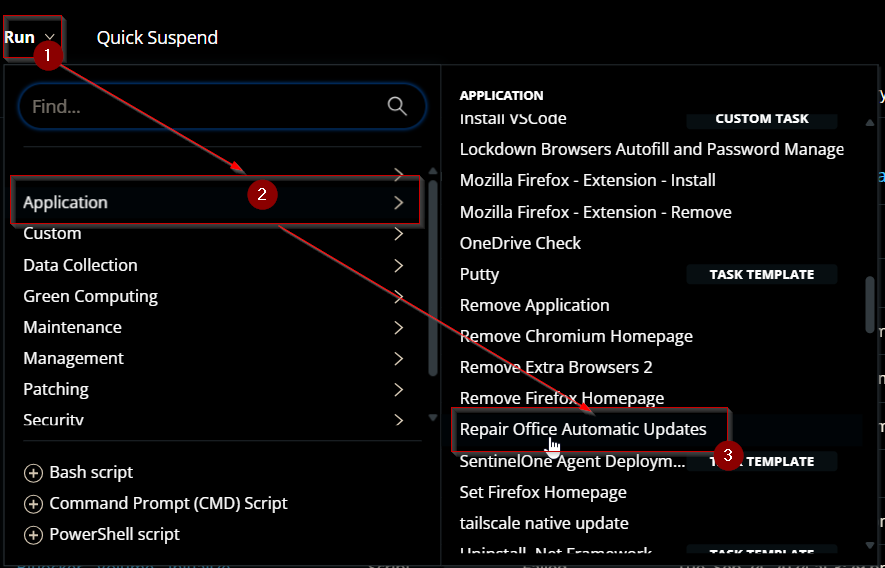 Run
Quick Suspend
1
Find...
2
Application
Custom
Data Collection
Green Computing
Maintenance
Management
Patching
Security
Bash script
Command Prompt (CMD) Script
PowerShell script
APPLICATION
Install VSCode CUSTOM TASK
Lockdown Browsers Autofill and Password Manage
Mozilla Firefox - Extension - Install
Mozilla Firefox - Extension - Remove
OneDrive Check
Putty TASK TEMPLATE
Remove Application
Remove Chromium Homepage
Remove Extra Browsers 2
Remove Firefox Homepage
Repair Office Automatic Updates
3
SentinelOne Agent Deploym... TASK TEMPLATE
Set Firefox Homepage
tailscale native update
Uninstall .Net Framework TASK TEMPLATE